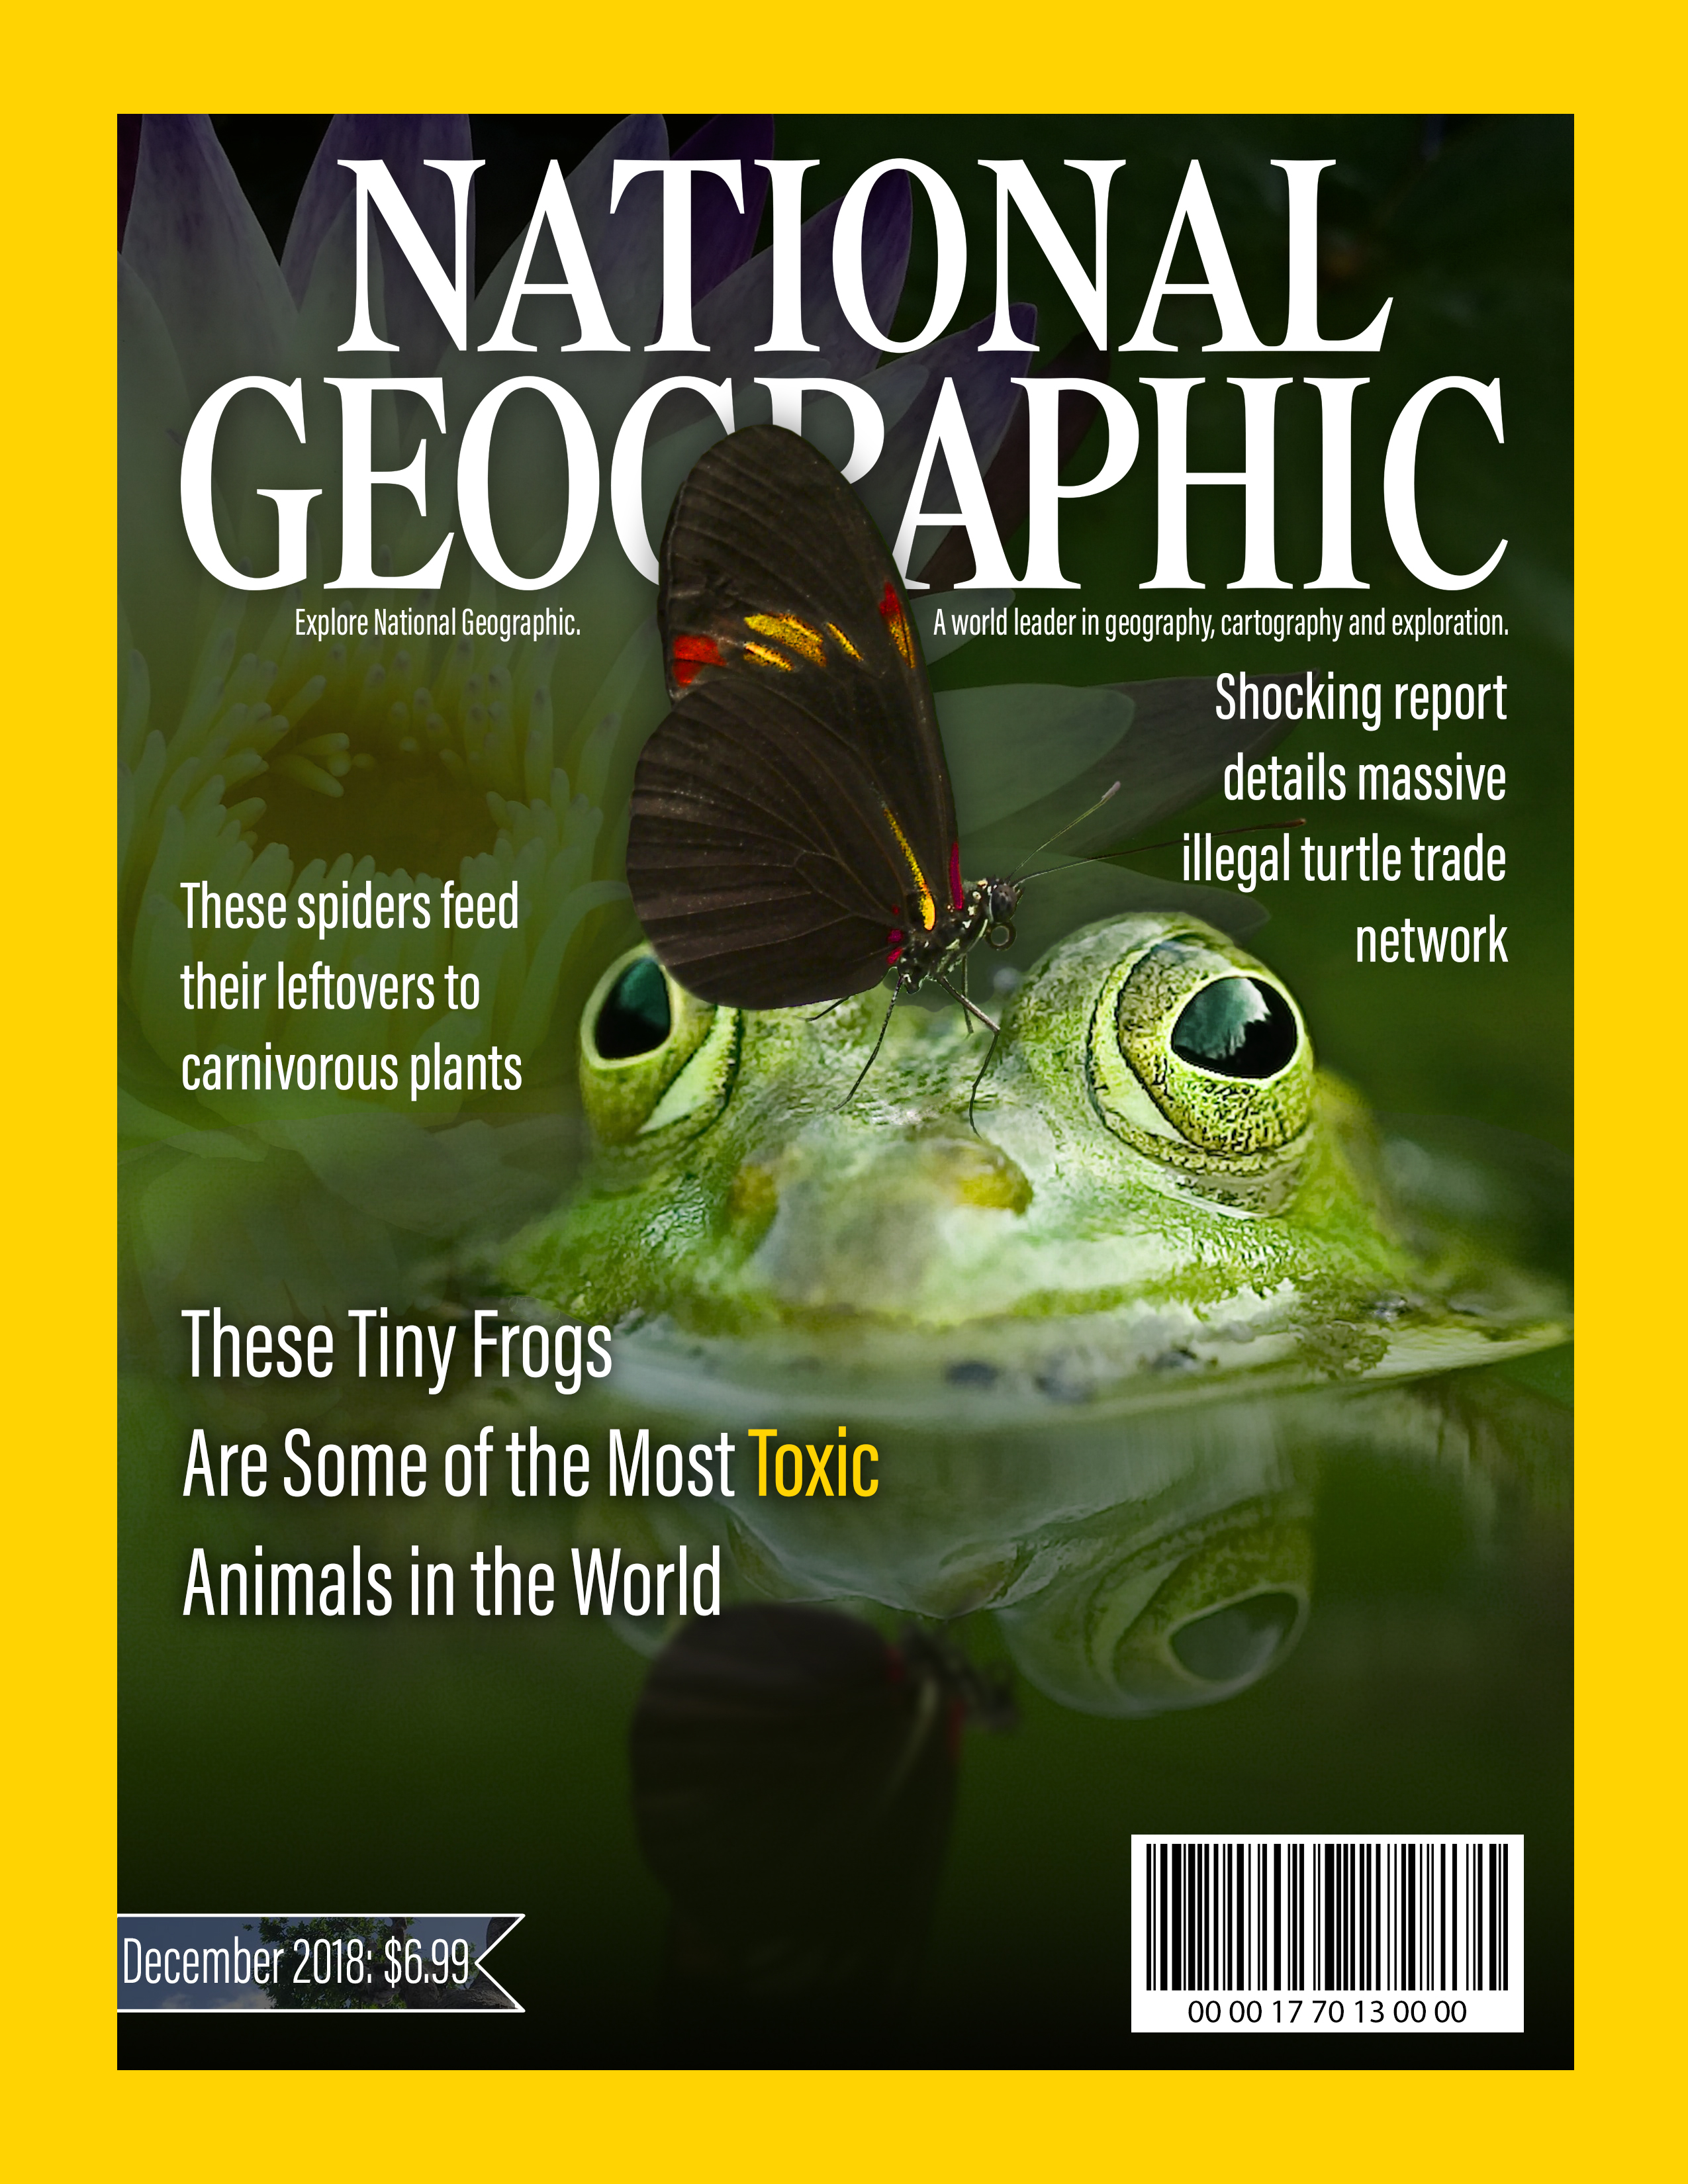 NATIONAL
GEOGRAPHIC
Explore National Geographic.
A world leader in geography, cartography and exploration.
Shocking report
details massive
illegal turtle trade
network
These spiders feed
their leftovers to
carnivorous plants
These Tiny Frogs
Are Some of the Most Toxic
Animals in the World
December 2018: $6.99
00 00 17 70 13 00 00